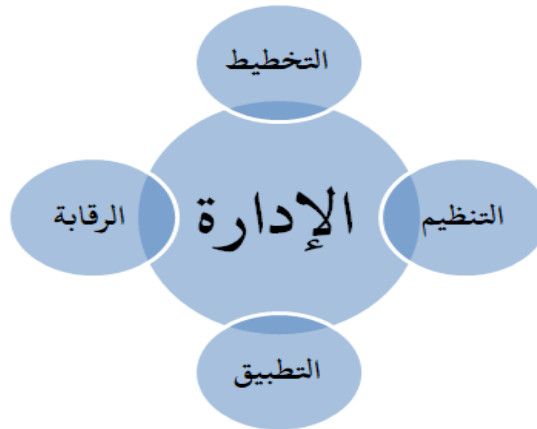 التخطيط
التنظيم
الإدارة
الرقابة
التطبيق